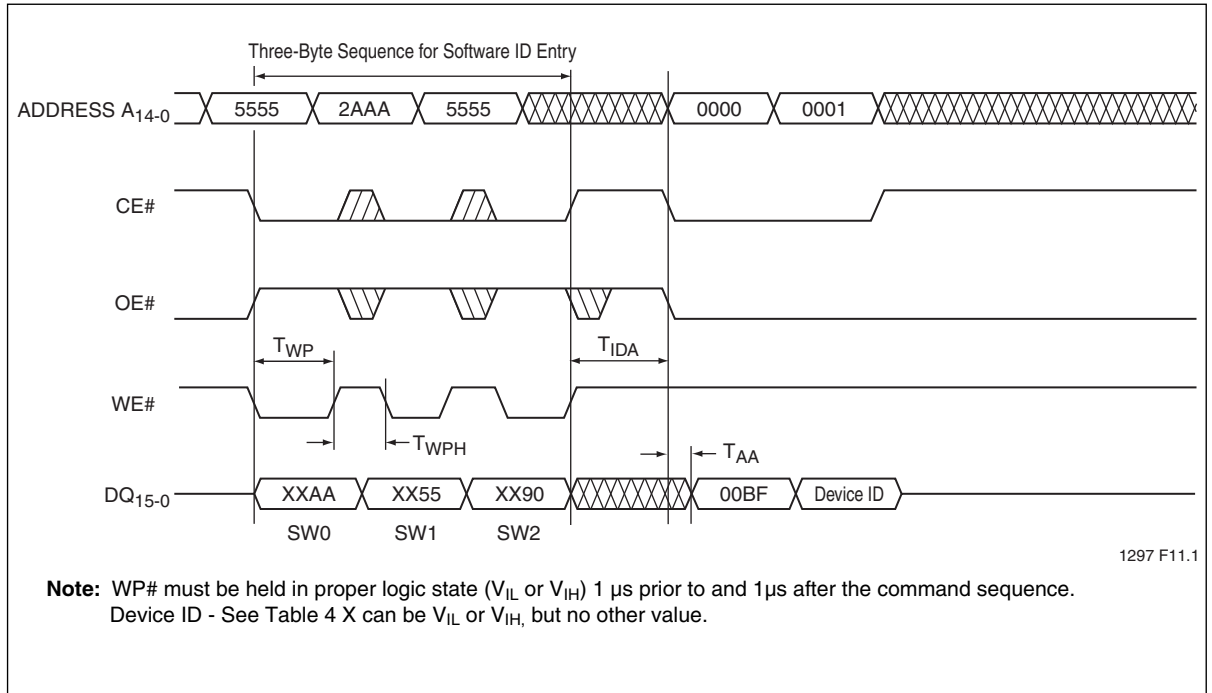 Three-Byte Sequence for Software ID Entry
ADDRESS A14-0
5555 2AAA 5555 0000 0001
CE#
OE#
TWP TIDA
WE#
TWPH TAA
DQ15-0 XXAA XX55 XX90 00BF Device ID
SW0 SW1 SW2
1297 F11.1
Note: WP# must be held in proper logic state (VIL or VIH) 1 µs prior to and 1µs after the command sequence.
Device ID - See Table 4 X can be VIL or VIH, but no other value.